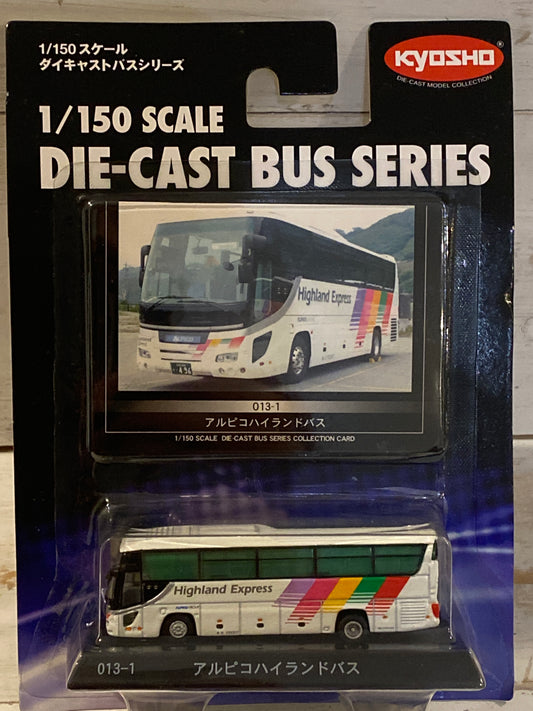 1/150スケール
ダイキャストバスシリーズ
KYOSHO®
DIE-CAST MODEL COLLECTION
1/150 SCALE
DIE-CAST BUS SERIES
Highland Express
013-1
アルピコハイランドバス
1/150 SCALE DIE-CAST BUS SERIES COLLECTION CARD
Highland Express
013-1 アルピコハイランドバス